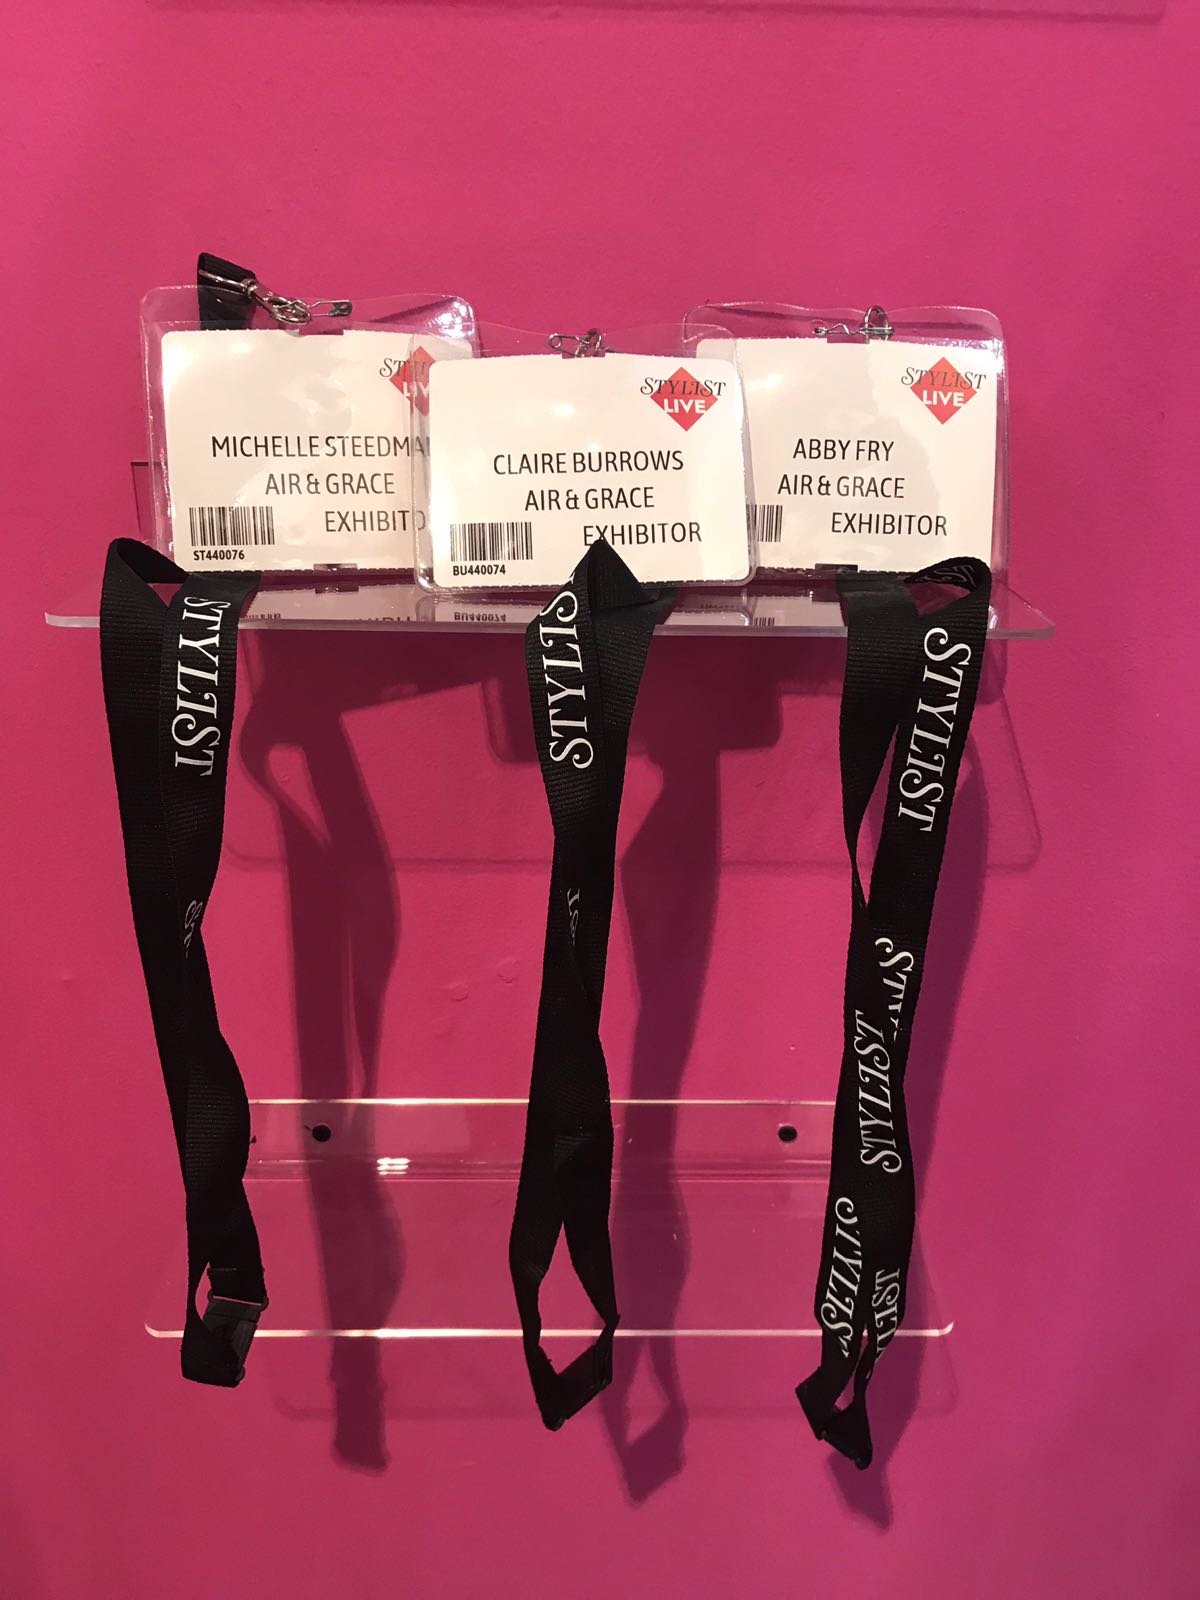 STYLIST
LIVE
MICHELLE STEEDMA
AIR & GRACE
EXHIBITO
ST440076
STYLIST
LIVE
CLAIRE BURROWS
AIR & GRACE
EXHIBITOR
BU440074
STYLIST
LIVE
ABBY FRY
AIR & GRACE
EXHIBITOR
BU440074
STYLIST
STYLIST
STYLIST
STYLIST
STYLIST